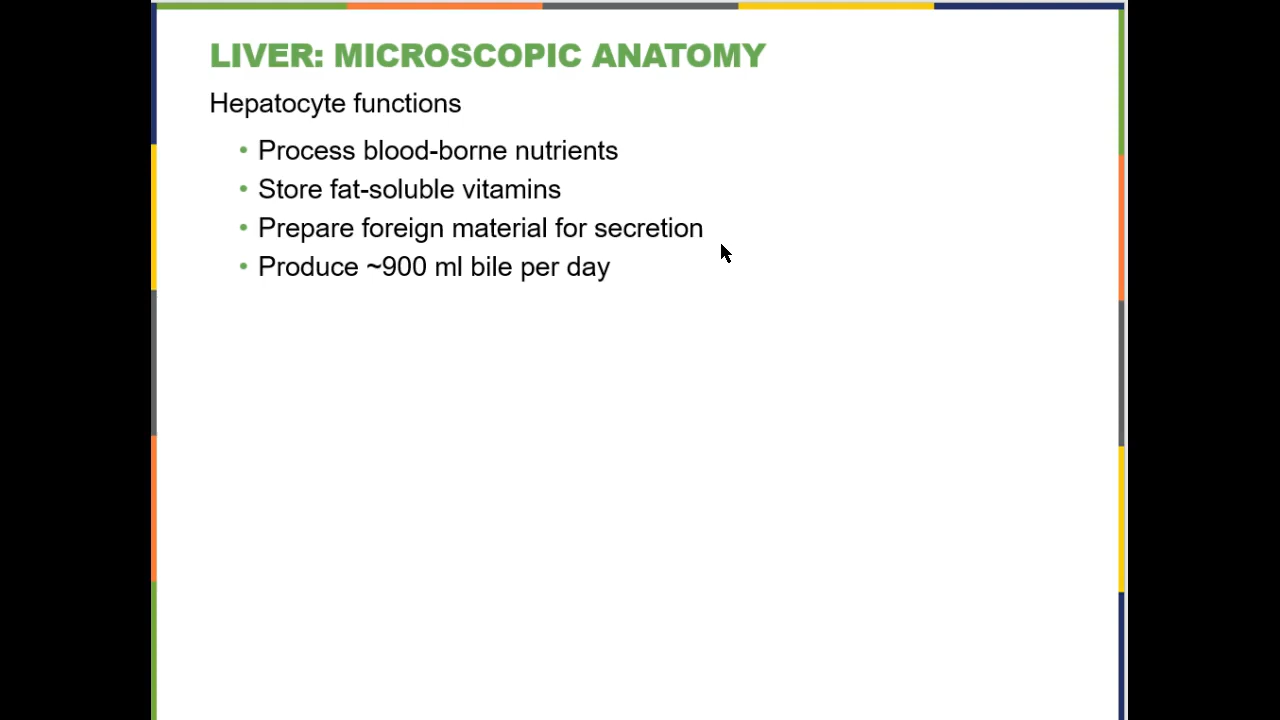 LIVER: MICROSCOPIC ANATOMY
Hepatocyte functions
• Process blood-borne nutrients
• Store fat-soluble vitamins
• Prepare foreign material for secretion
• Produce ~900 ml bile per day